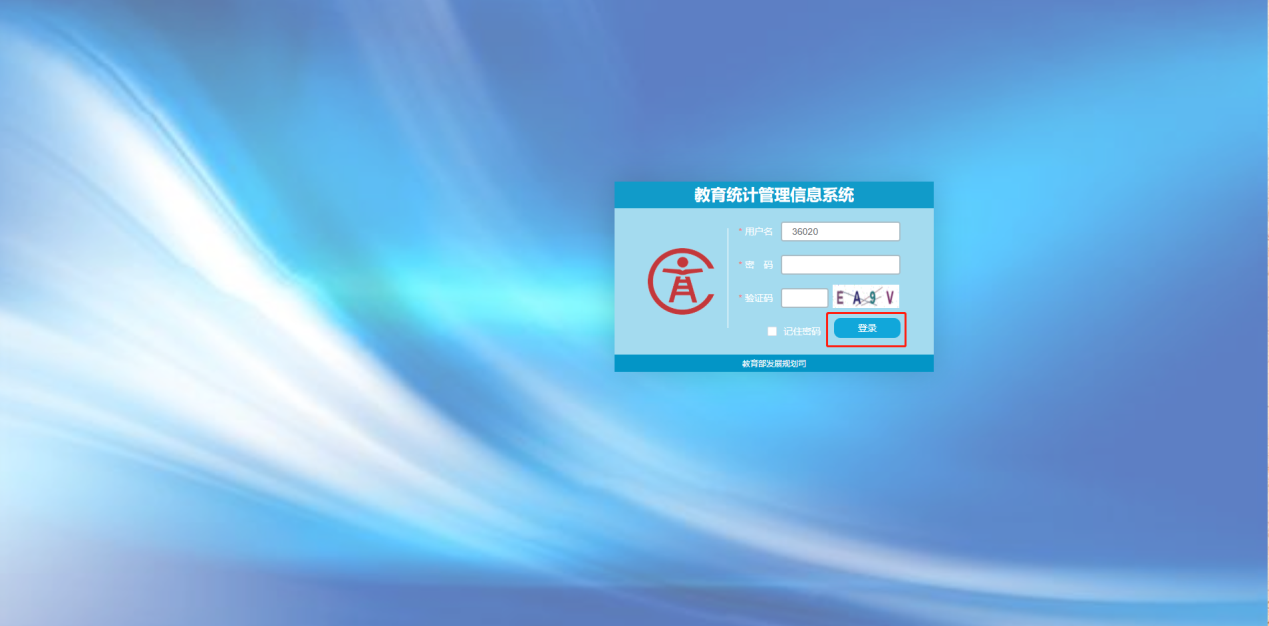 教育统计管理信息系统
* 用户名 36020
* 密 码
* 验证码 E A 9 V
记住密码 登录
教育部发展规划司